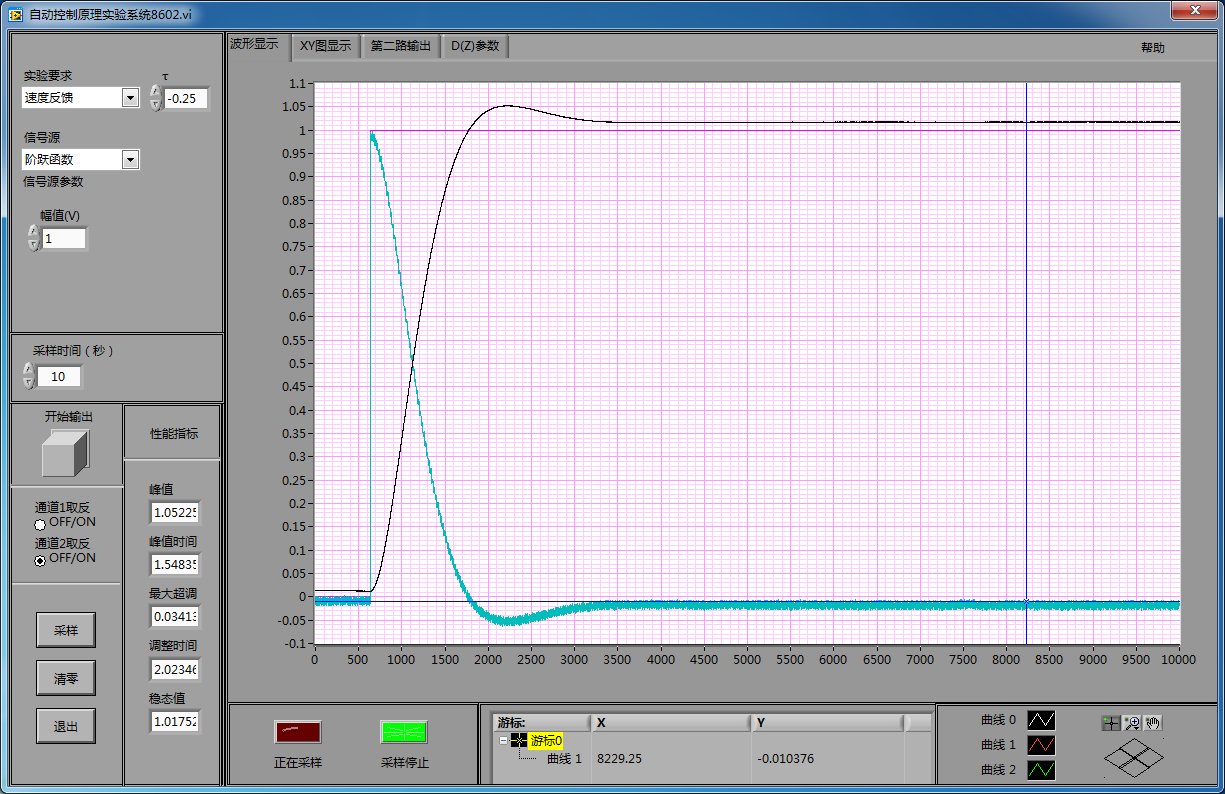 自动控制原理实验系统8602.vi
波形显示 XY图显示 第二路输出 D(Z)参数
帮助
实验要求 τ
速度反馈 -0.25
信号源
阶跃函数
信号源参数
幅值(V)
1
采样时间（秒）
10
开始输出
性能指标
通道1取反
OFF/ON
通道2取反
OFF/ON
采样
清零
退出
峰值
1.05225
峰值时间
1.54835
最大超调
0.03413
调整时间
2.02346
稳态值
1.01752
1.1
1.05
1
0.95
0.9
0.85
0.8
0.75
0.7
0.65
0.6
0.55
0.5
0.45
0.4
0.35
0.3
0.25
0.2
0.15
0.1
0.05
0
-0.05
-0.1
0 500 1000 1500 2000 2500 3000 3500 4000 4500 5000 5500 6000 6500 7000 7500 8000 8500 9000 9500 10000
正在采样 采样停止
游标: X Y
游标0
曲线 1 8229.25 -0.010376
曲线 0
曲线 1
曲线 2